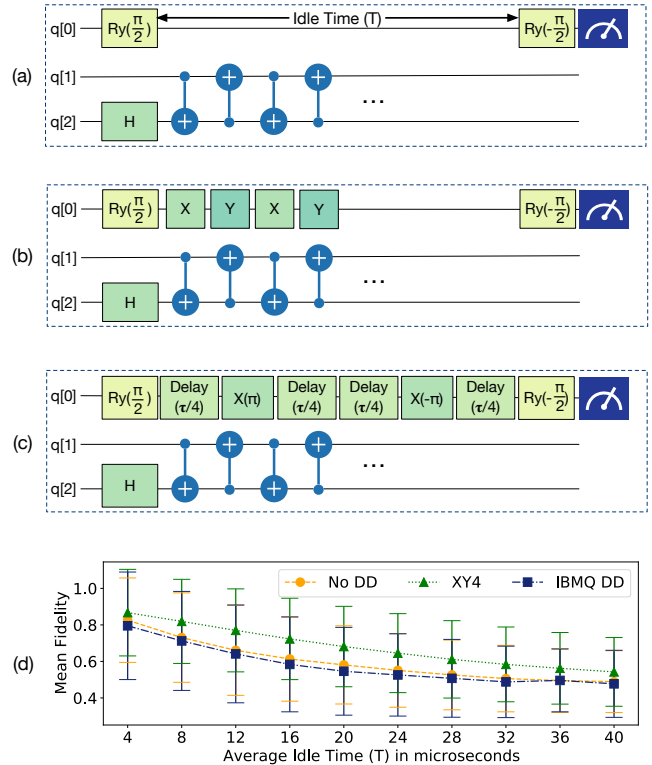 Idle Time (T)
q[0] Ry(π/2) Ry(-π/2)
(a) q[1]
...
q[2] H
q[0] Ry(π/2) X Y X Y Ry(-π/2)
(b) q[1]
...
q[2] H
q[0] Ry(π/2) Delay (τ/4) X(π) Delay (τ/4) Delay (τ/4) X(-π) Delay (τ/4) Ry(-π/2)
(c) q[1]
...
q[2] H
(d) Mean Fidelity
No DD XY4 IBMQ DD
1.0
0.8
0.6
0.4
4 8 12 16 20 24 28 32 36 40
Average Idle Time (T) in microseconds